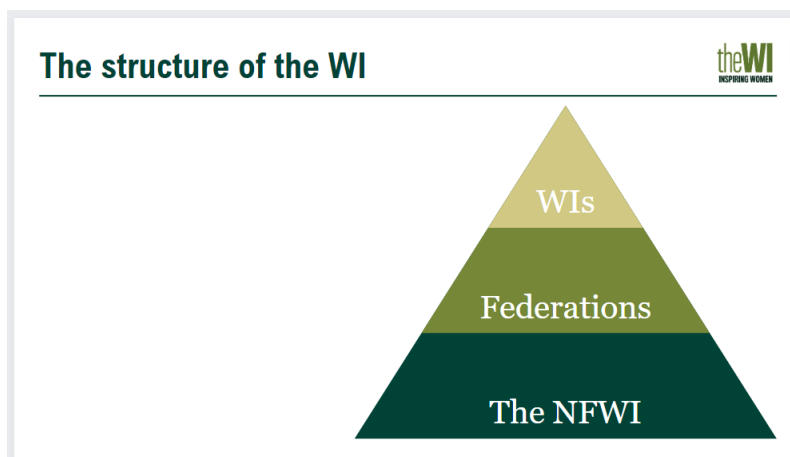 The structure of the WI
theWI
INSPIRING WOMEN
WIs
Federations
The NFWI